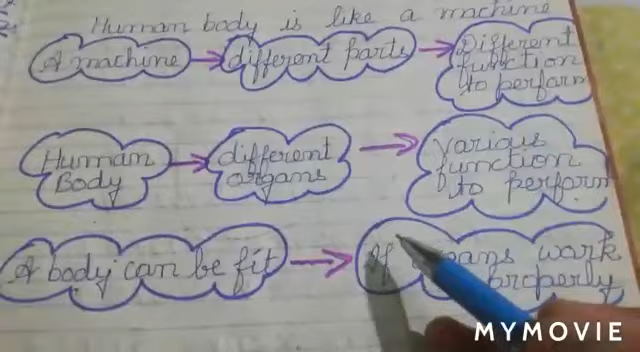 Human body is like a machine
A machine
different parts
Different
function
to perform
Human
Body
different
organs
various
function
to perform
A body can be fit
If organs work
properly
MYMOVIE